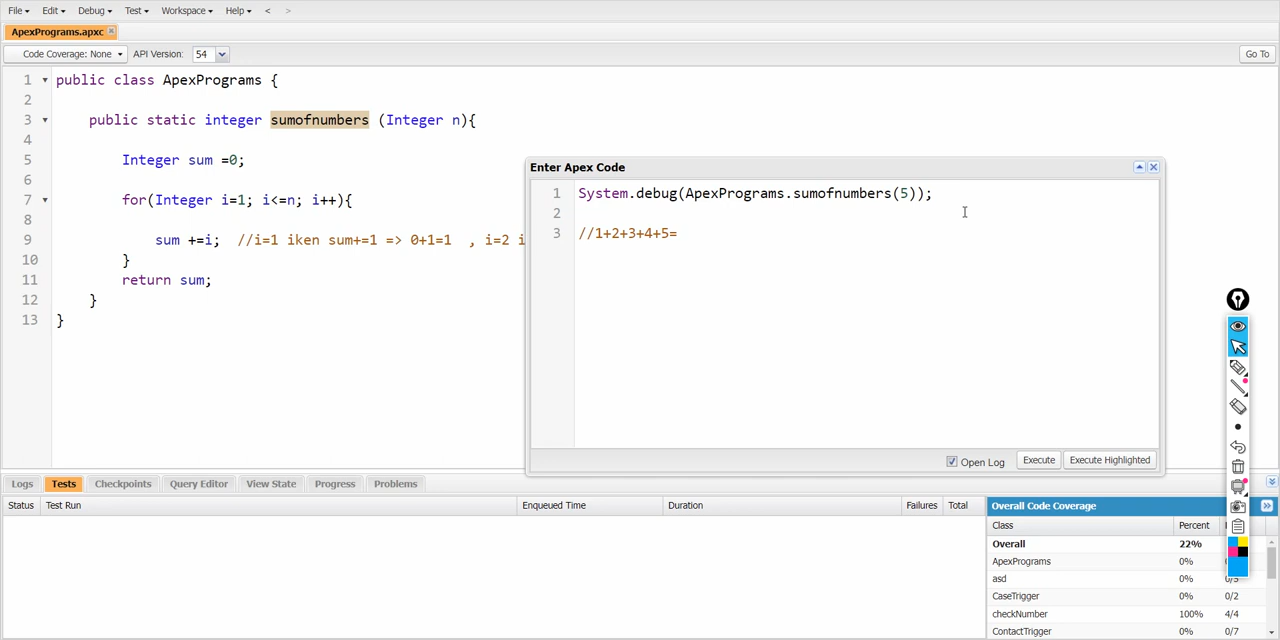 File Edit Debug Test Workspace Help < >
ApexPrograms.apxc
Code Coverage: None API Version: 54 Go To
1 public class ApexPrograms {
2
3 public static integer sumofnumbers (Integer n){
4
5 Integer sum =0;
6
7 for(Integer i=1; i<=n; i++){
8
9 sum +=i; //i=1 iken sum+=1 => 0+1=1 , i=2 i
10 }
11 return sum;
12 }
13 }
Enter Apex Code
1 System.debug(ApexPrograms.sumofnumbers(5));
2
3 //1+2+3+4+5=
Open Log Execute Execute Highlighted
Logs Tests Checkpoints Query Editor View State Progress Problems
Status Test Run Enqueued Time Duration Failures Total
Overall Code Coverage
Class Percent
Overall 22%
ApexPrograms 0%
asd 0% 0/5
CaseTrigger 0% 0/2
checkNumber 100% 4/4
ContactTrigger 0% 0/7